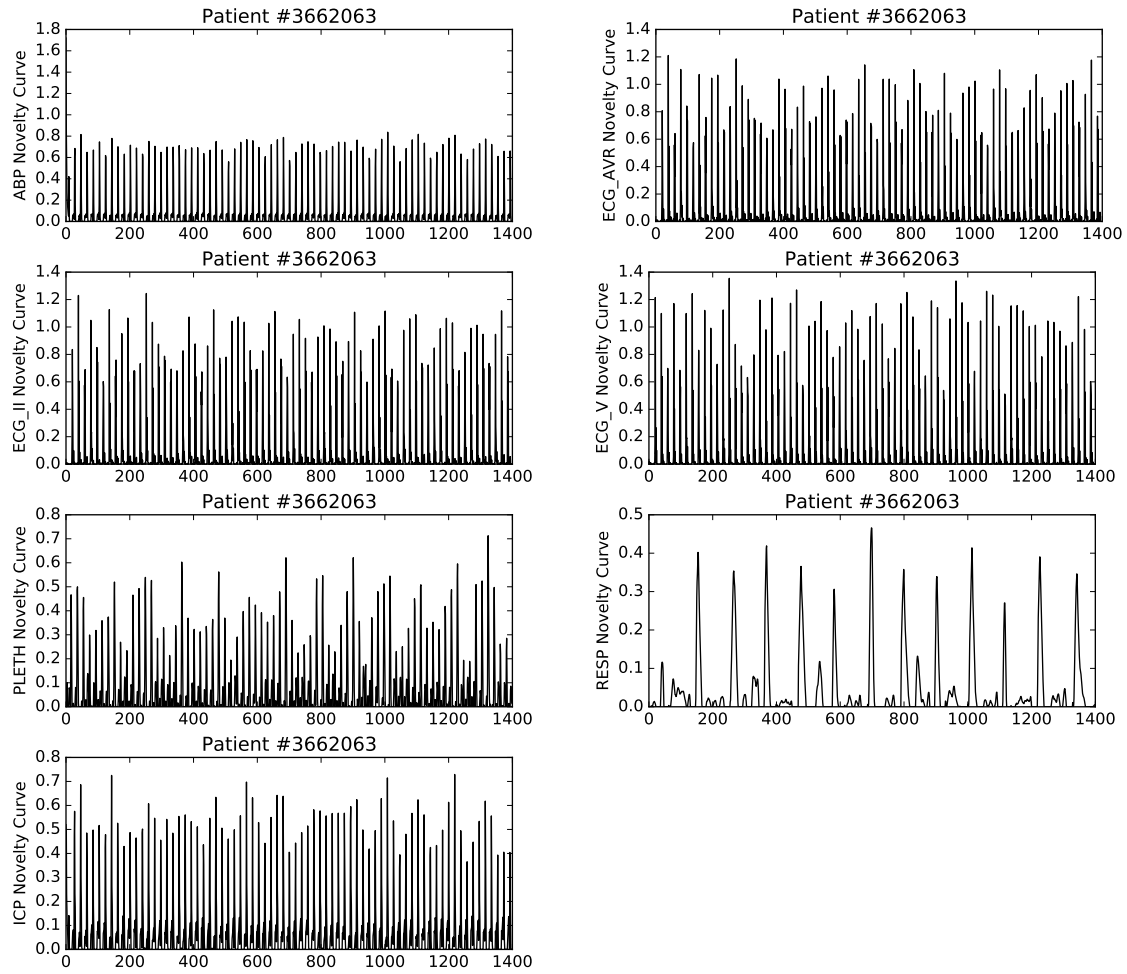 Patient #3662063
1.8
1.6
1.4
1.2
1.0
0.8
0.6
0.4
0.2
0.0
ABP Novelty Curve
0 200 400 600 800 1000 1200 1400
Patient #3662063
1.4
1.2
1.0
0.8
0.6
0.4
0.2
0.0
ECG_AVR Novelty Curve
0 200 400 600 800 1000 1200 1400
Patient #3662063
1.4
1.2
1.0
0.8
0.6
0.4
0.2
0.0
ECG_II Novelty Curve
0 200 400 600 800 1000 1200 1400
Patient #3662063
1.4
1.2
1.0
0.8
0.6
0.4
0.2
0.0
ECG_V Novelty Curve
0 200 400 600 800 1000 1200 1400
Patient #3662063
0.8
0.7
0.6
0.5
0.4
0.3
0.2
0.1
0.0
PLETH Novelty Curve
0 200 400 600 800 1000 1200 1400
Patient #3662063
0.5
0.4
0.3
0.2
0.1
0.0
RESP Novelty Curve
0 200 400 600 800 1000 1200 1400
Patient #3662063
0.8
0.7
0.6
0.5
0.4
0.3
0.2
0.1
0.0
ICP Novelty Curve
0 200 400 600 800 1000 1200 1400